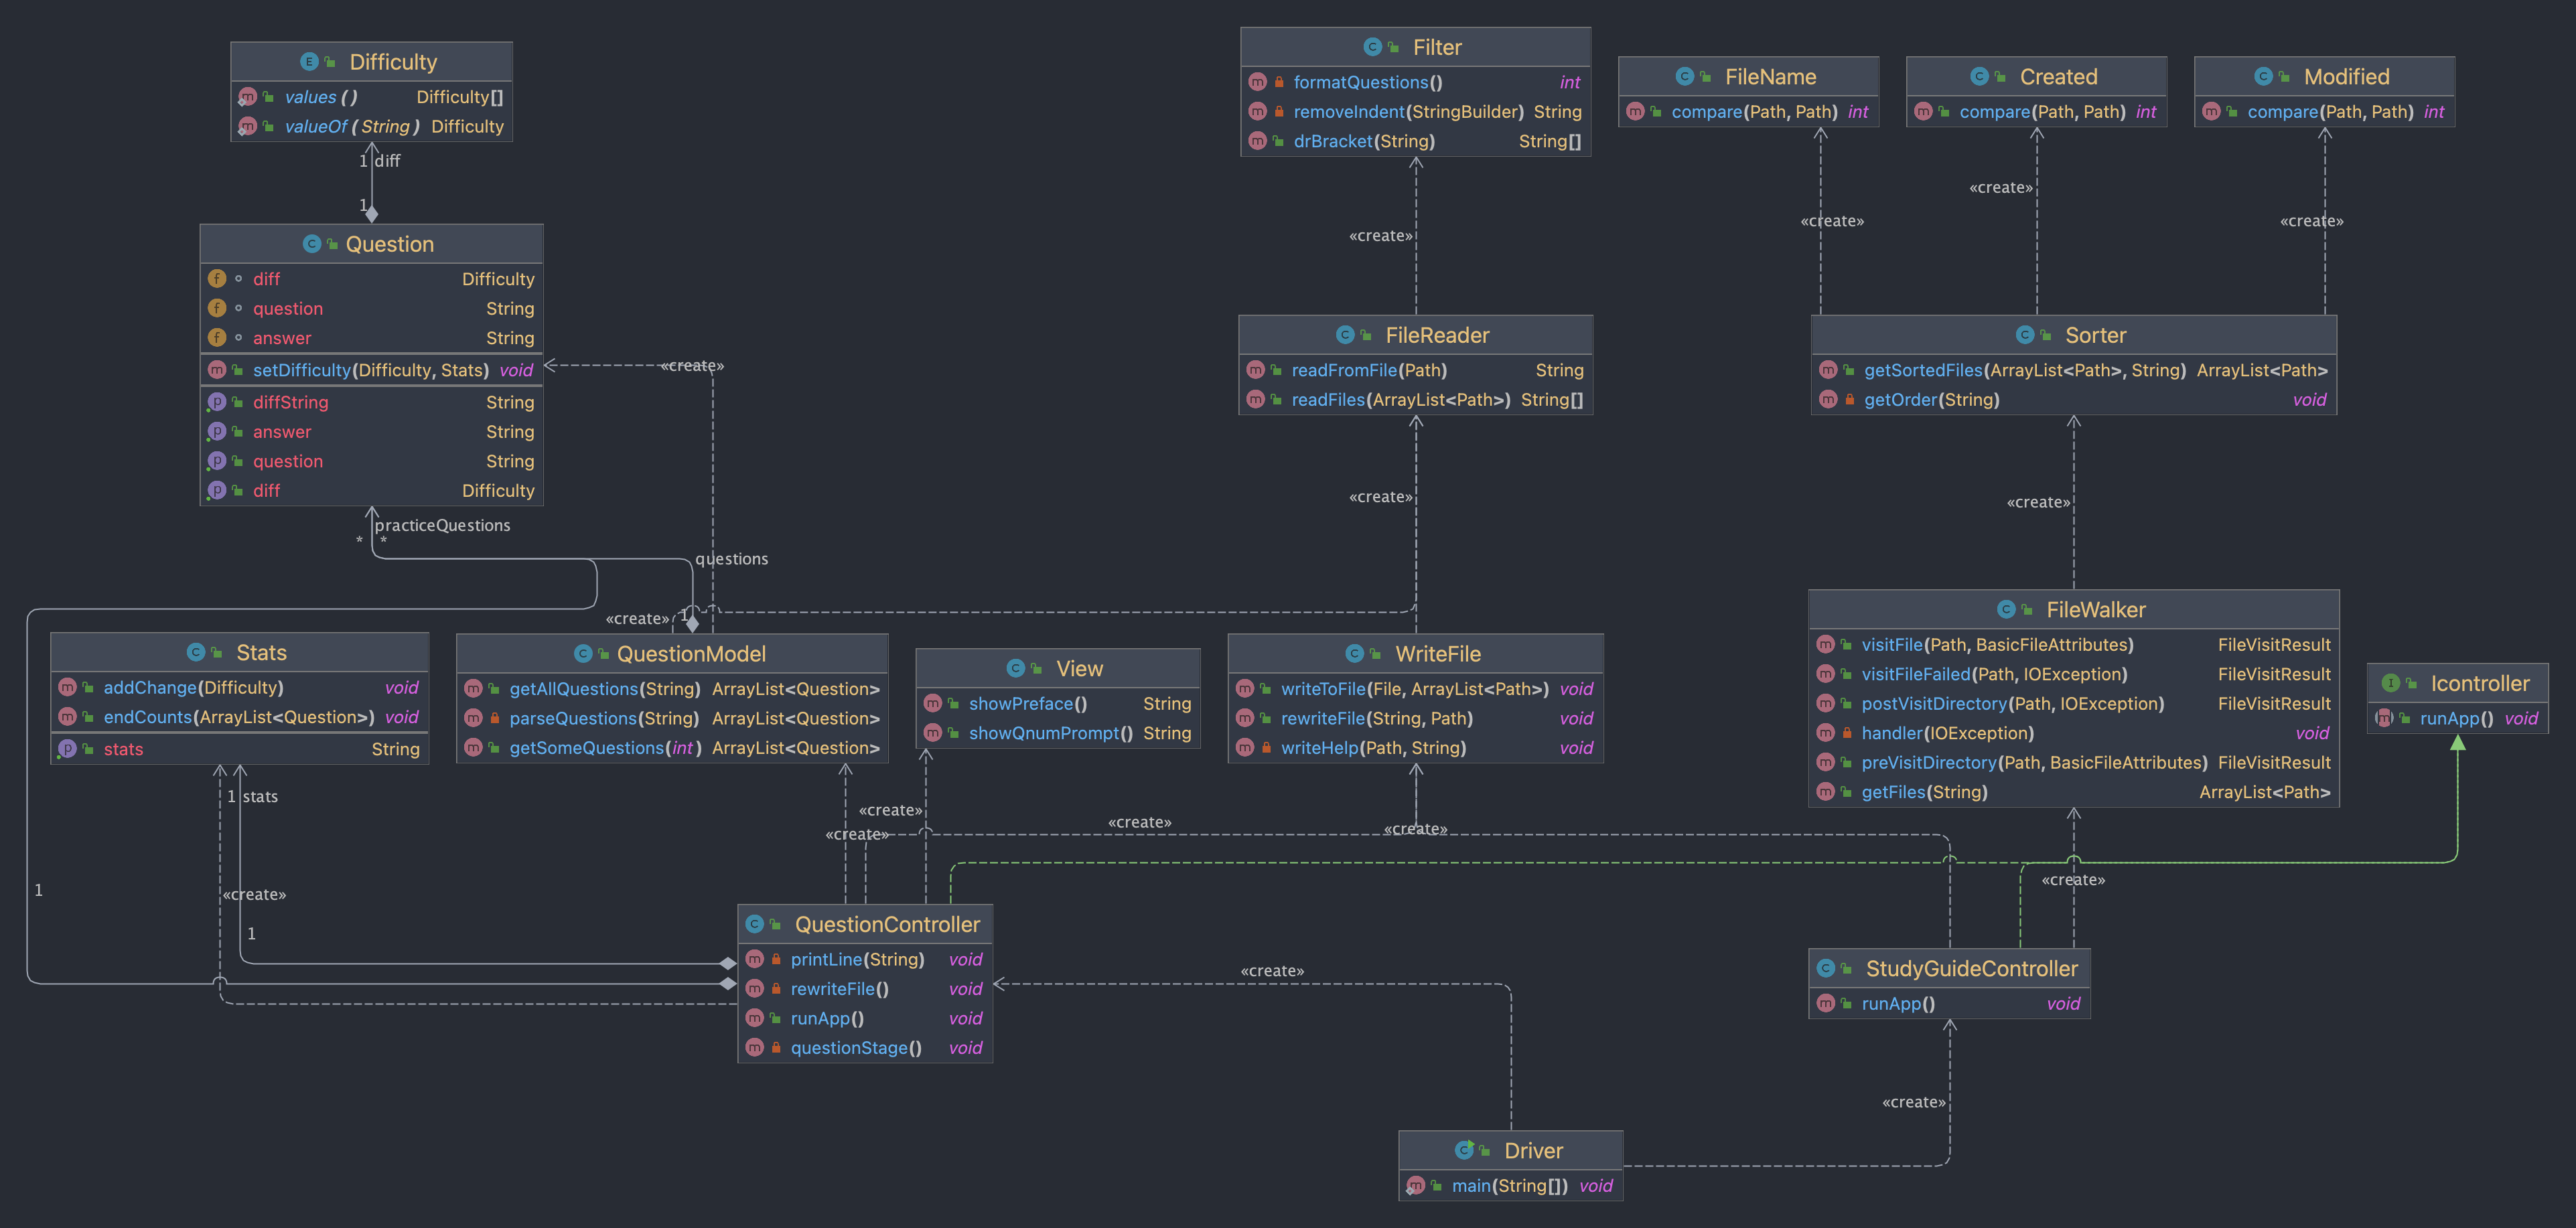 Difficulty
values() Difficulty[]
valueOf(String) Difficulty
1 diff
1
Question
diff Difficulty
question String
answer String
setDifficulty(Difficulty, Stats) void
diffString String
answer String
question String
diff Difficulty
practiceQuestions
* *
«create»
questions
Filter
formatQuestions() int
removeIndent(StringBuilder) String
drBracket(String) String[]
«create»
FileName
compare(Path, Path) int
Created
compare(Path, Path) int
Modified
compare(Path, Path) int
«create»
«create»
«create»
FileReader
readFromFile(Path) String
readFiles(ArrayList<Path>) String[]
«create»
Sorter
getSortedFiles(ArrayList<Path>, String) ArrayList<Path>
getOrder(String) void
«create»
«create» 1
Stats
addChange(Difficulty) void
endCounts(ArrayList<Question>) void
stats String
1 stats
QuestionModel
getAllQuestions(String) ArrayList<Question>
parseQuestions(String) ArrayList<Question>
getSomeQuestions(int) ArrayList<Question>
View
showPreface() String
showQnumPrompt() String
WriteFile
writeToFile(File, ArrayList<Path>) void
rewriteFile(String, Path) void
writeHelp(Path, String) void
FileWalker
visitFile(Path, BasicFileAttributes) FileVisitResult
visitFileFailed(Path, IOException) FileVisitResult
postVisitDirectory(Path, IOException) FileVisitResult
handler(IOException) void
preVisitDirectory(Path, BasicFileAttributes) FileVisitResult
getFiles(String) ArrayList<Path>
Icontroller
runApp() void
«create»
«create»
«create»
«create»
«create»
1
«create»
1
QuestionController
printLine(String) void
rewriteFile() void
runApp() void
questionStage() void
«create»
StudyGuideController
runApp() void
«create»
Driver
main(String[]) void